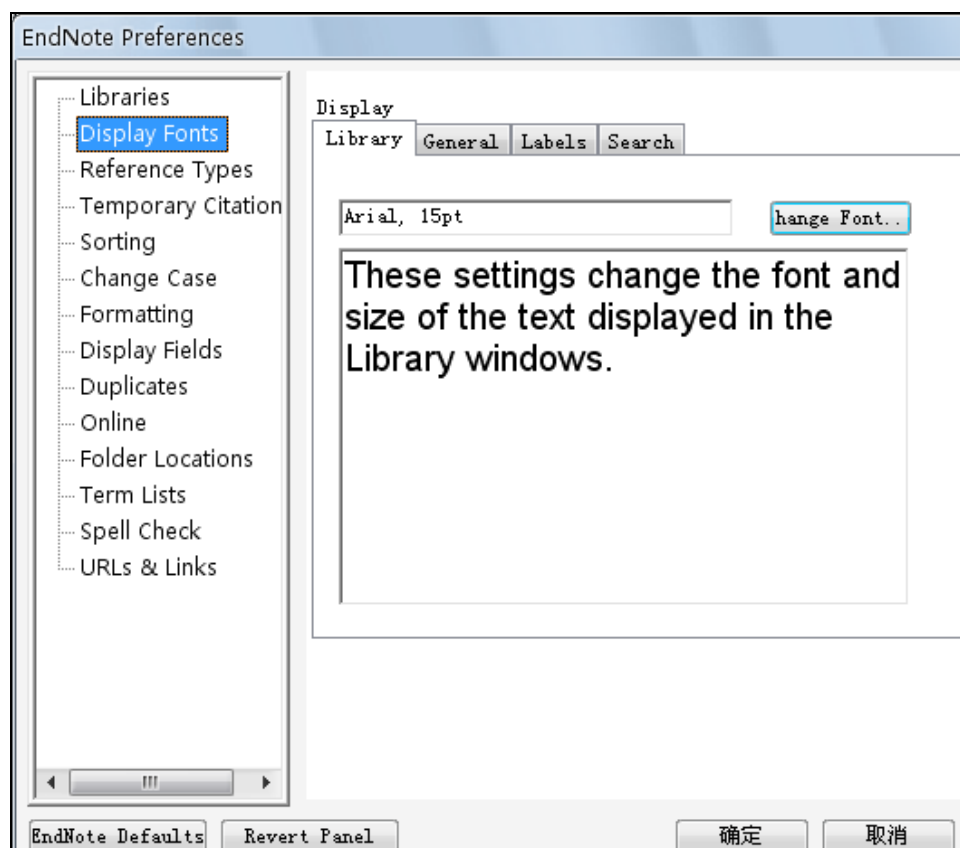 EndNote Preferences
Libraries
Display Fonts
Reference Types
Temporary Citation
Sorting
Change Case
Formatting
Display Fields
Duplicates
Online
Folder Locations
Term Lists
Spell Check
URLs & Links
Display
Library General Labels Search
Arial, 15pt
hange Font..
These settings change the font and
size of the text displayed in the
Library windows.
EndNote Defaults Revert Panel 确定 取消